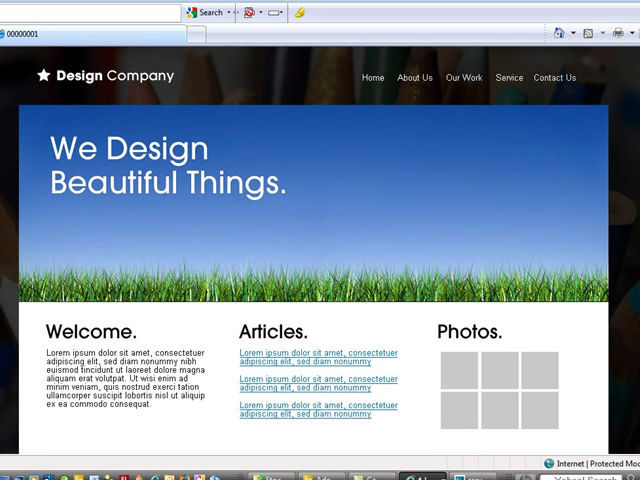 Search
00000001
Design Company
Home About Us Our Work Service Contact Us
We Design
Beautiful Things.
Welcome.
Lorem ipsum dolor sit amet, consectetuer
adipiscing elit, sed diam nonummy nibh
euismod tincidunt ut laoreet dolore magna
aliquam erat volutpat. Ut wisi enim ad
minim veniam, quis nostrud exerci tation
ullamcorper suscipit lobortis nisl ut aliquip
ex ea commodo consequat.
Articles.
Lorem ipsum dolor sit amet, consectetuer
adipiscing elit, sed diam nonummy
Lorem ipsum dolor sit amet, consectetuer
adipiscing elit, sed diam nonummy
Lorem ipsum dolor sit amet, consectetuer
adipiscing elit, sed diam nonummy
Photos.
Internet | Protected Mod
Yahoo! Search